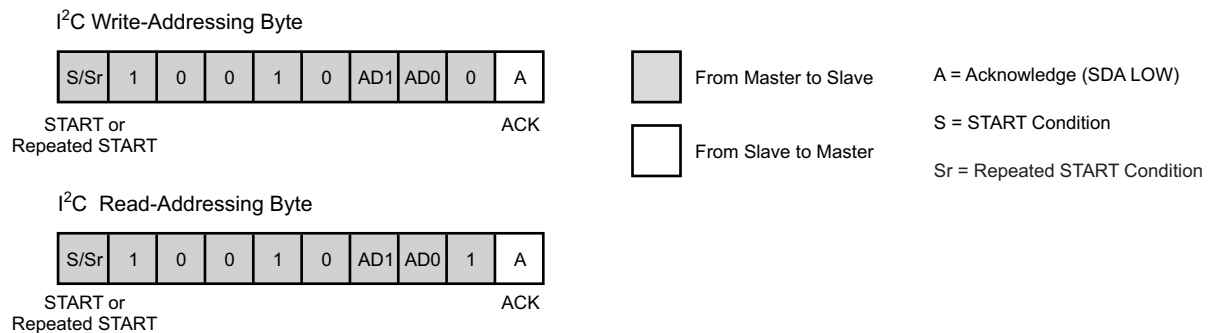 I²C Write-Addressing Byte
S/Sr 1 0 0 1 0 AD1 AD0 0 A
START or
Repeated START
ACK
From Master to Slave
From Slave to Master
A = Acknowledge (SDA LOW)
S = START Condition
Sr = Repeated START Condition
I²C Read-Addressing Byte
S/Sr 1 0 0 1 0 AD1 AD0 1 A
START or
Repeated START
ACK